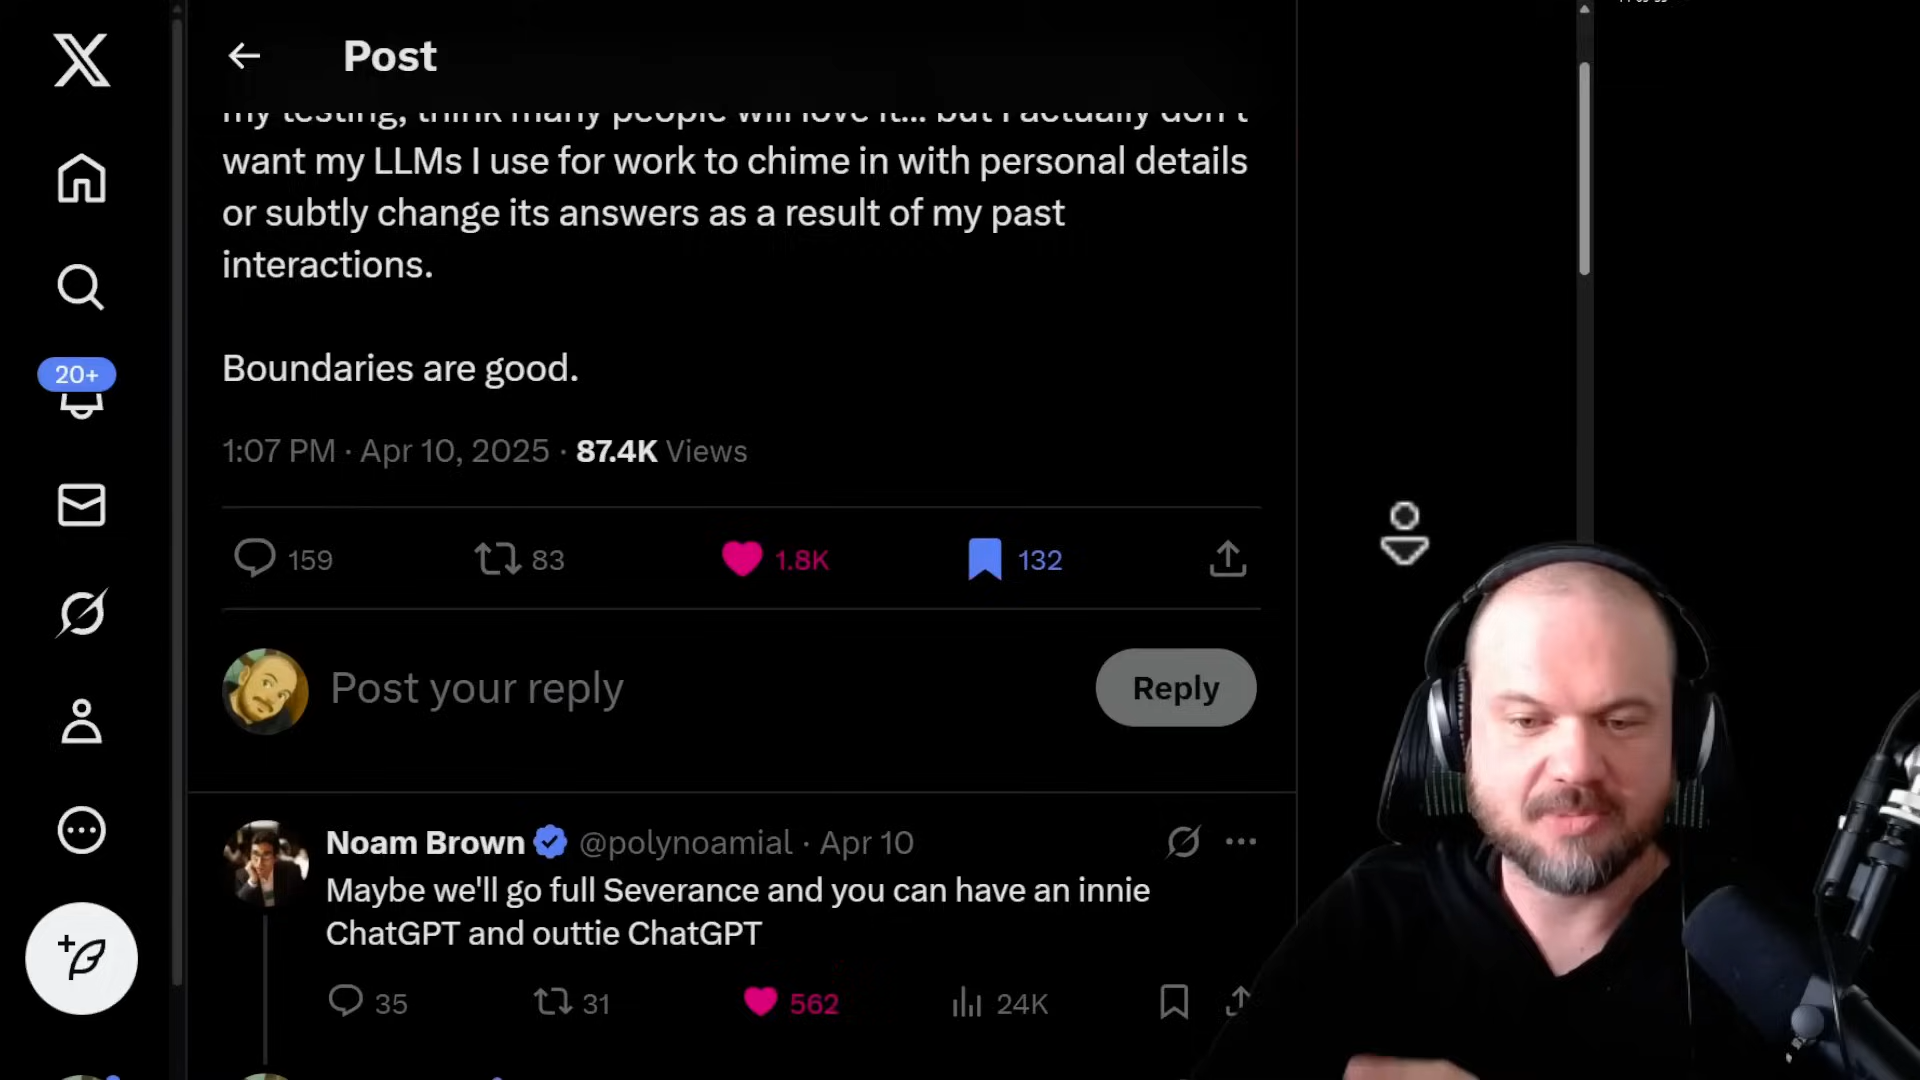 Post
my testing, think many people will love it... but I actually don't
want my LLMs I use for work to chime in with personal details
or subtly change its answers as a result of my past
interactions.
Boundaries are good.
1:07 PM · Apr 10, 2025 · 87.4K Views
159 83 1.8K 132
Post your reply
Reply
20+
Noam Brown @polynoamial · Apr 10
Maybe we'll go full Severance and you can have an innie
ChatGPT and outtie ChatGPT
35 31 562 24K